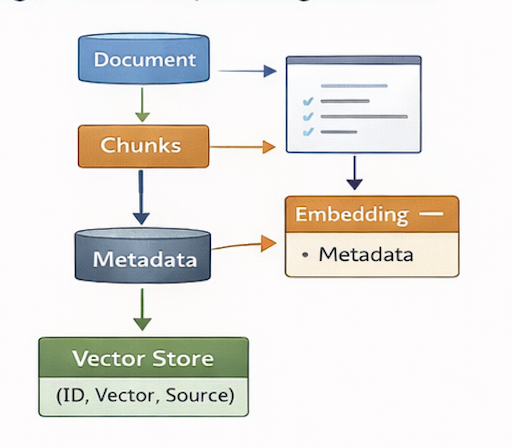 Document
Chunks
Embedding —
• Metadata
Metadata
Vector Store
(ID, Vector, Source)